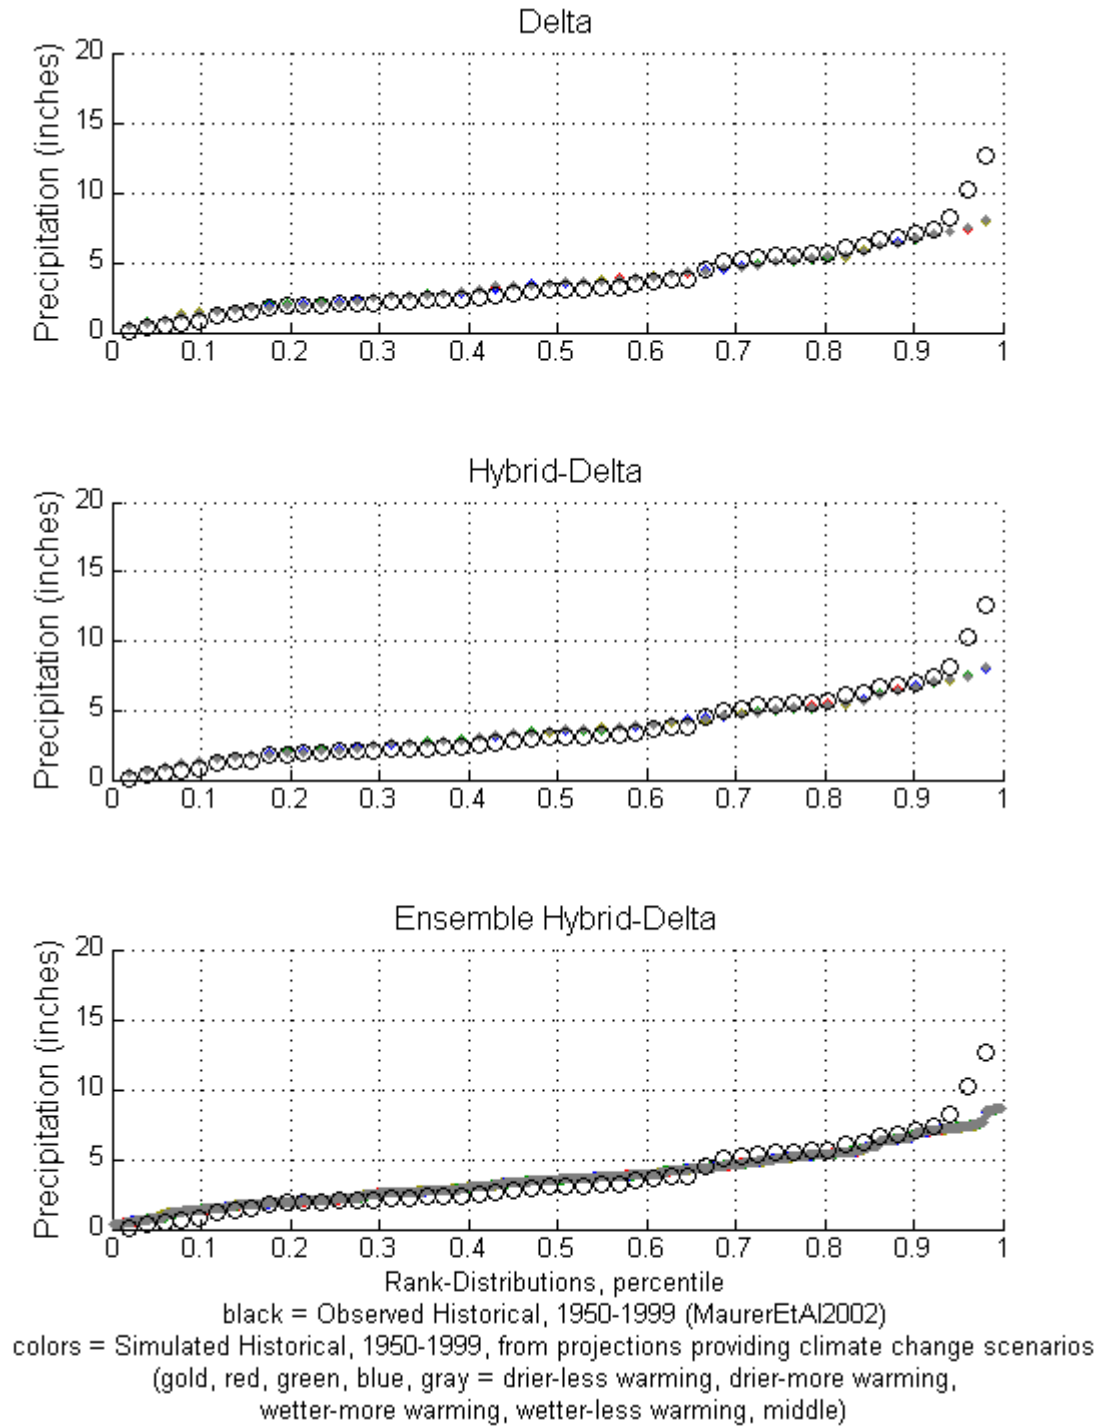 Delta
20
15
10
5
0
Precipitation (inches)
0 0.1 0.2 0.3 0.4 0.5 0.6 0.7 0.8 0.9 1
Hybrid-Delta
20
15
10
5
0
Precipitation (inches)
0 0.1 0.2 0.3 0.4 0.5 0.6 0.7 0.8 0.9 1
Ensemble Hybrid-Delta
20
15
10
5
0
Precipitation (inches)
0 0.1 0.2 0.3 0.4 0.5 0.6 0.7 0.8 0.9 1
Rank-Distributions, percentile
black = Observed Historical, 1950-1999 (MaurerEtAl2002)
colors = Simulated Historical, 1950-1999, from projections providing climate change scenarios
(gold, red, green, blue, gray = drier-less warming, drier-more warming,
wetter-more warming, wetter-less warming, middle)